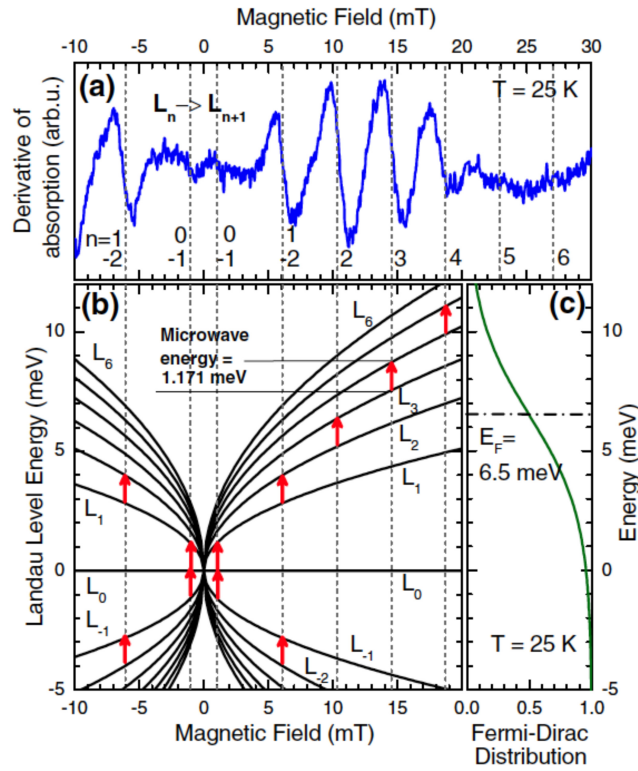 Magnetic Field (mT)
-10 -5 0 5 10 15 20 25 30
(a) Lₙ–> Lₙ₊₁ T = 25 K
Derivative of
absorption (arb.u.)
n=1 0 0 1
-2 -1 -1 -2 2 3 4 5 6
(b) (c)
L₆ Microwave
energy =
1.171 meV
L₆
L₃
L₂
L₁
L₁
L₀ L₀
L₋₁ L₋₁
L₋₂
10
5
0
-5
Landau Level Energy (meV)
-10 -5 0 5 10 15 20
Magnetic Field (mT)
E_F=
6.5 meV
T = 25 K
10
5
0
-5
Energy (meV)
0.0 0.5 1.0
Fermi-Dirac
Distribution